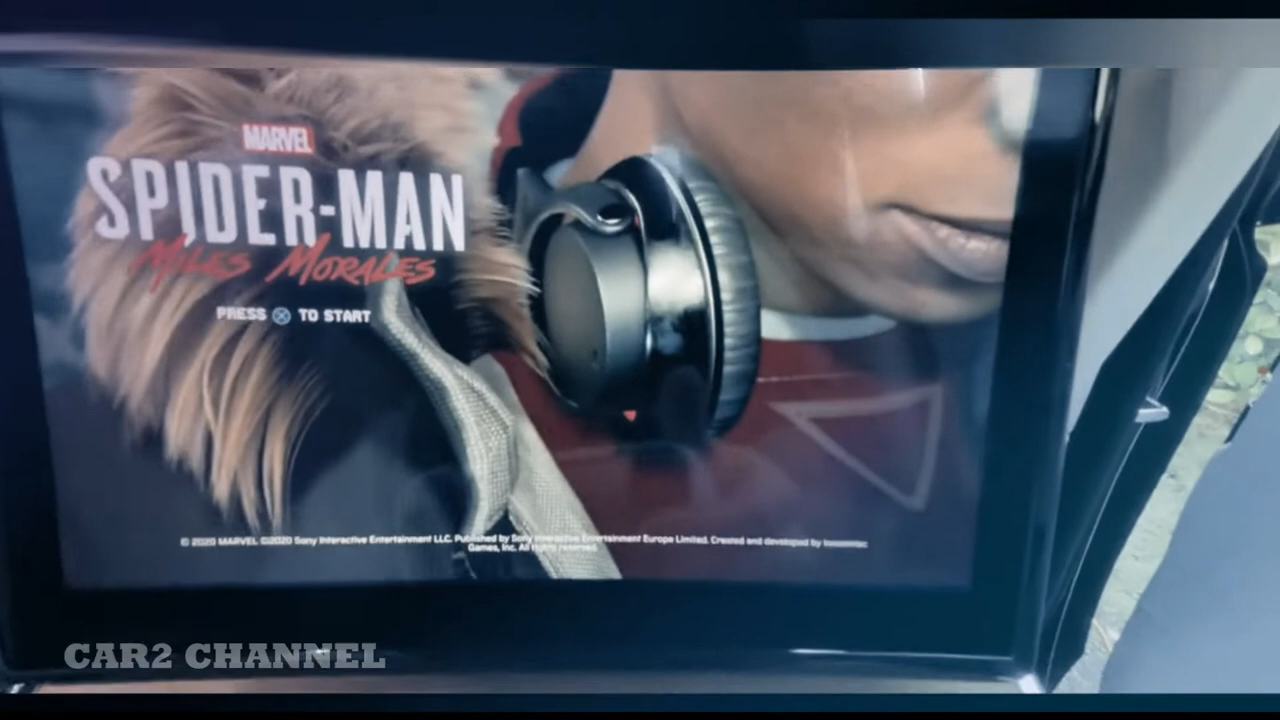 MARVEL
SPIDER-MAN
MILES MORALES
PRESS ⓧ TO START
© 2020 MARVEL ©2020 Sony Interactive Entertainment LLC. Published by Sony Interactive Entertainment Europe Limited. Created and developed by Insomniac
Games, Inc. All rights reserved.
CAR2 CHANNEL